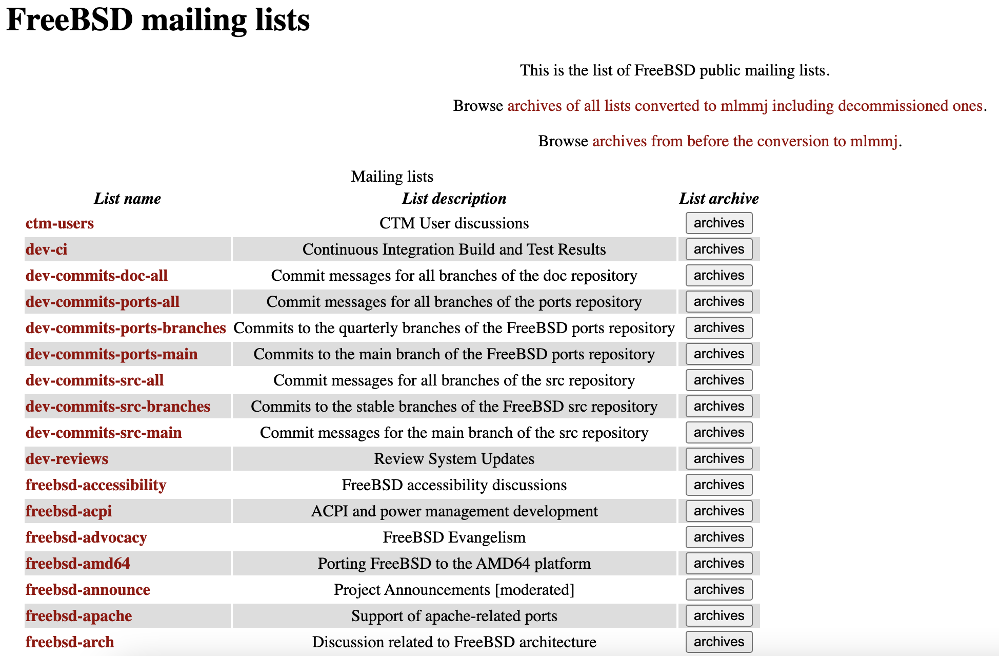 FreeBSD mailing lists
This is the list of FreeBSD public mailing lists.
Browse archives of all lists converted to mlmmj including decommissioned ones.
Browse archives from before the conversion to mlmmj.
Mailing lists
List name List description List archive
ctm-users CTM User discussions archives
dev-ci Continuous Integration Build and Test Results archives
dev-commits-doc-all Commit messages for all branches of the doc repository archives
dev-commits-ports-all Commit messages for all branches of the ports repository archives
dev-commits-ports-branches Commits to the quarterly branches of the FreeBSD ports repository archives
dev-commits-ports-main Commits to the main branch of the FreeBSD ports repository archives
dev-commits-src-all Commit messages for all branches of the src repository archives
dev-commits-src-branches Commits to the stable branches of the FreeBSD src repository archives
dev-commits-src-main Commit messages for the main branch of the src repository archives
dev-reviews Review System Updates archives
freebsd-accessibility FreeBSD accessibility discussions archives
freebsd-acpi ACPI and power management development archives
freebsd-advocacy FreeBSD Evangelism archives
freebsd-amd64 Porting FreeBSD to the AMD64 platform archives
freebsd-announce Project Announcements [moderated] archives
freebsd-apache Support of apache-related ports archives
freebsd-arch Discussion related to FreeBSD architecture archives